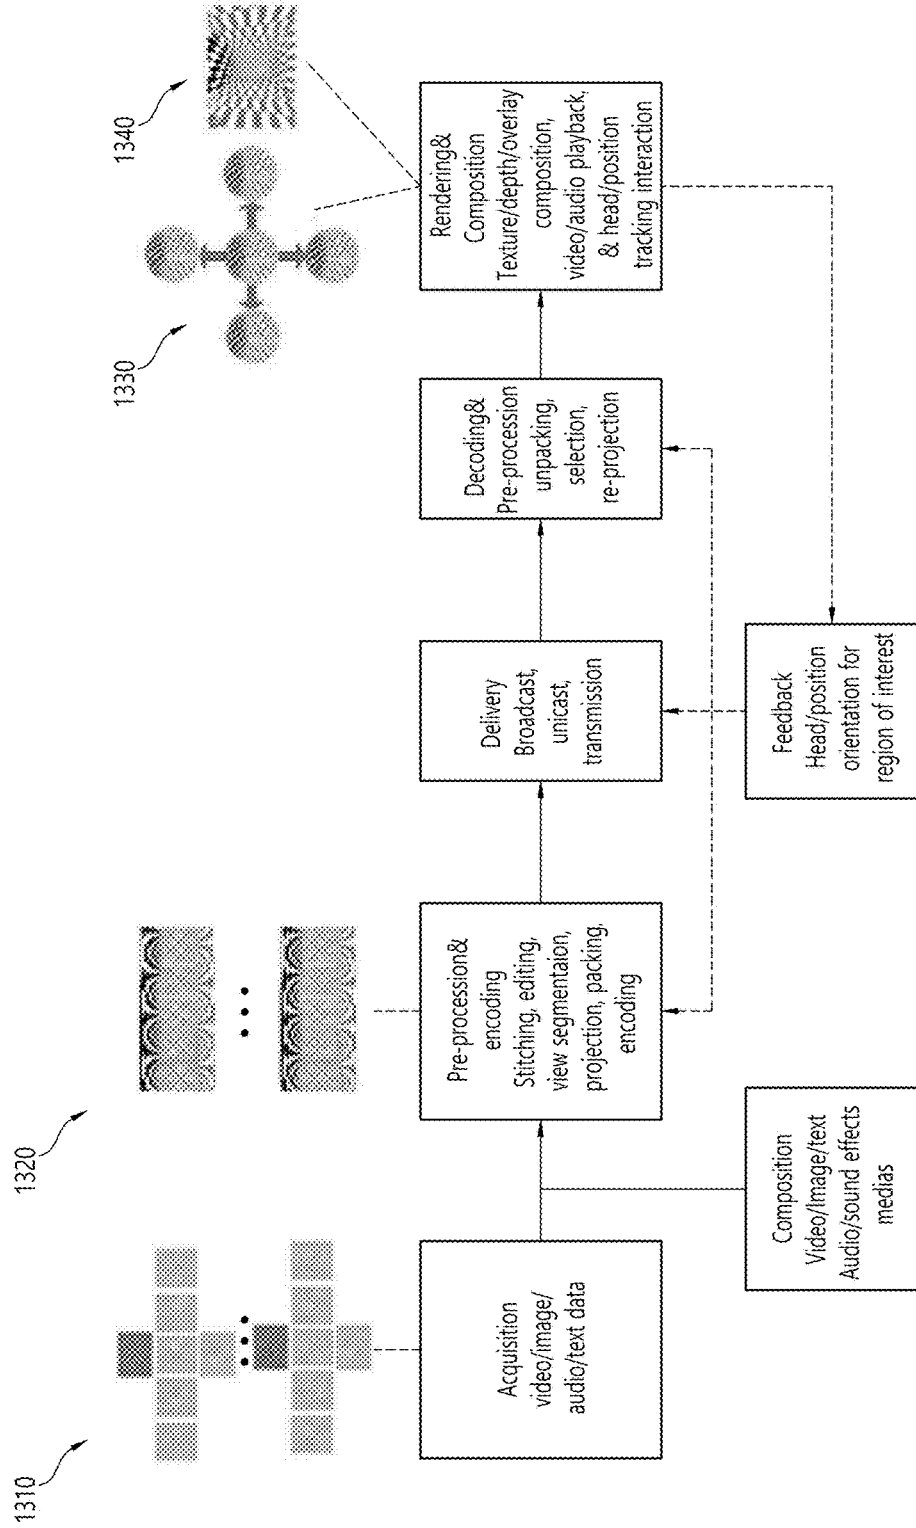 1310
1320
1330
1340
Acquisition
video/image/
audio/text data
Pre-procession&
encoding
Stitching, editing,
view segmentaion,
projection, packing,
encoding
Delivery
Broadcast,
unicast,
transmission
Decoding&
Pre-procession
unpacking,
selection,
re-projection
Rendering&
Composition
Texture/depth/overlay
composition,
video/audio playback,
& head/position
tracking interaction
Composition
Video/Image/text
Audio/sound effects
medias
Feedback
Head/position
orientation for
region of interest